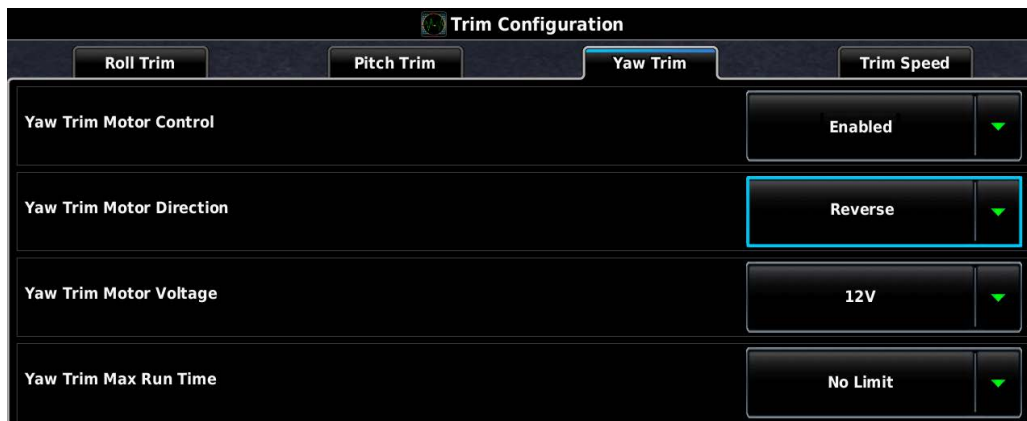 Trim Configuration
Roll Trim
Pitch Trim
Yaw Trim
Trim Speed
Yaw Trim Motor Control
Enabled
Yaw Trim Motor Direction
Reverse
Yaw Trim Motor Voltage
12V
Yaw Trim Max Run Time
No Limit